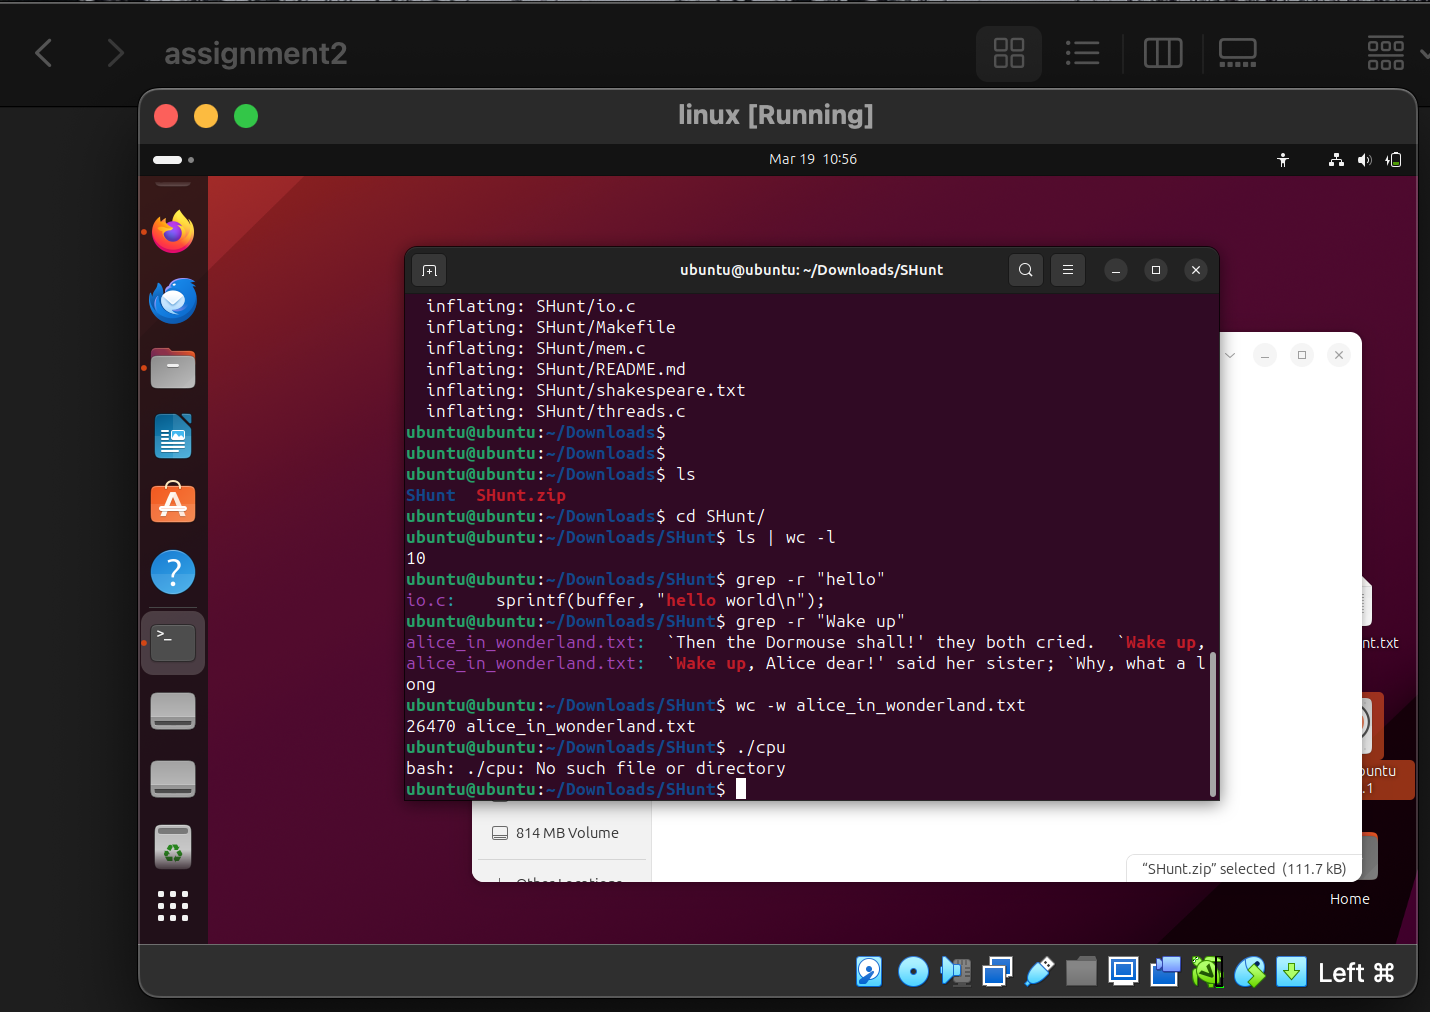 assignment2
linux [Running]
Mar 19 10:56
ubuntu@ubuntu: ~/Downloads/SHunt
inflating: SHunt/io.c
inflating: SHunt/Makefile
inflating: SHunt/mem.c
inflating: SHunt/README.md
inflating: SHunt/shakespeare.txt
inflating: SHunt/threads.c
ubuntu@ubuntu:~/Downloads$
ubuntu@ubuntu:~/Downloads$
ubuntu@ubuntu:~/Downloads$ ls
SHunt  SHunt.zip
ubuntu@ubuntu:~/Downloads$ cd SHunt/
ubuntu@ubuntu:~/Downloads/SHunt$ ls | wc -l
10
ubuntu@ubuntu:~/Downloads/SHunt$ grep -r "hello"
io.c:    sprintf(buffer, "hello world\n");
ubuntu@ubuntu:~/Downloads/SHunt$ grep -r "Wake up"
alice_in_wonderland.txt:  `Then the Dormouse shall!' they both cried.  `Wake up,
alice_in_wonderland.txt:  `Wake up, Alice dear!' said her sister; `Why, what a l
ong
ubuntu@ubuntu:~/Downloads/SHunt$ wc -w alice_in_wonderland.txt
26470 alice_in_wonderland.txt
ubuntu@ubuntu:~/Downloads/SHunt$ ./cpu
bash: ./cpu: No such file or directory
ubuntu@ubuntu:~/Downloads/SHunt$
nt.txt
buntu
.1
814 MB Volume
Other Locations
“SHunt.zip” selected (111.7 kB)
Home
Left ⌘